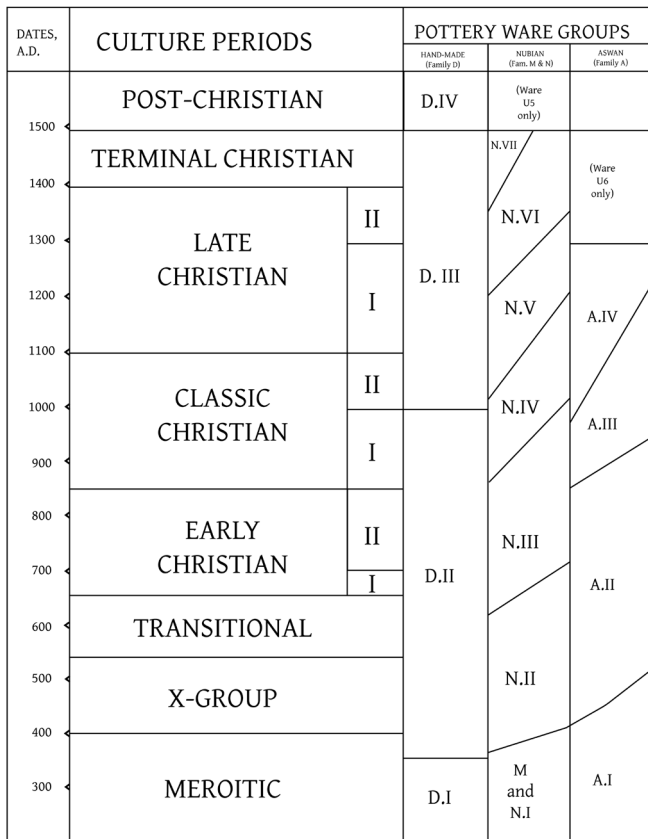 DATES,
A.D.
CULTURE PERIODS
POTTERY WARE GROUPS
HAND-MADE
(Family D)
NUBIAN
(Fam. M & N)
ASWAN
(Family A)
POST-CHRISTIAN
D.IV
(Ware
U5
only)
1500
TERMINAL CHRISTIAN
N.VII
(Ware
U6
only)
1400
LATE
CHRISTIAN
II
N.VI
1300
D. III
I
N.V
A.IV
1200
1100
CLASSIC
CHRISTIAN
II
N.IV
1000
A.III
I
900
EARLY
CHRISTIAN
II
N.III
800
700
I
D.II
A.II
TRANSITIONAL
600
N.II
X-GROUP
500
400
MEROITIC
D.I
M
and
N.I
A.I
300